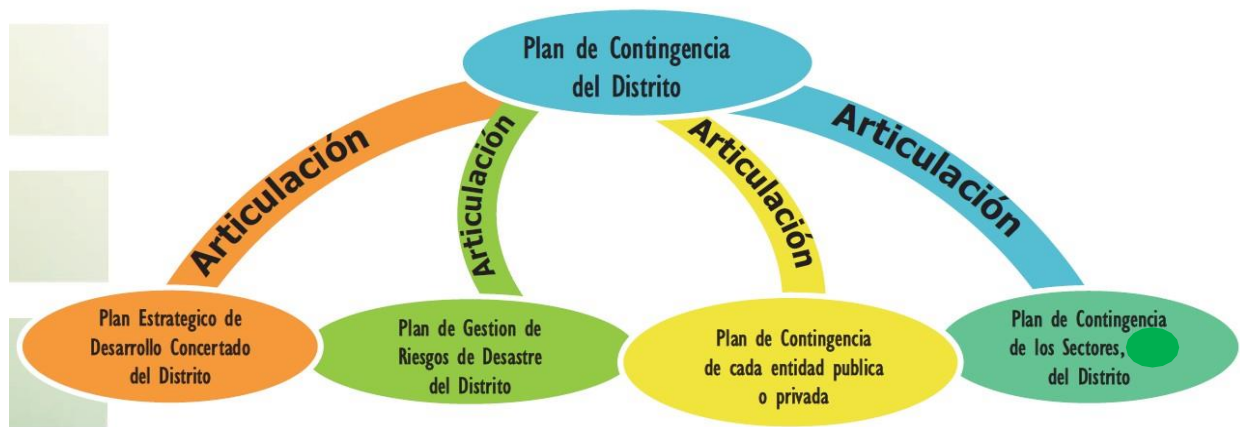 Plan de Contingencia
del Distrito
Articulación
Articulación
Articulación
Articulación
Plan Estrategico de
Desarrollo Concertado
del Distrito
Plan de Gestion de
Riesgos de Desastre
del Distrito
Plan de Contingencia
de cada entidad publica
o privada
Plan de Contingencia
de los Sectores,
del Distrito